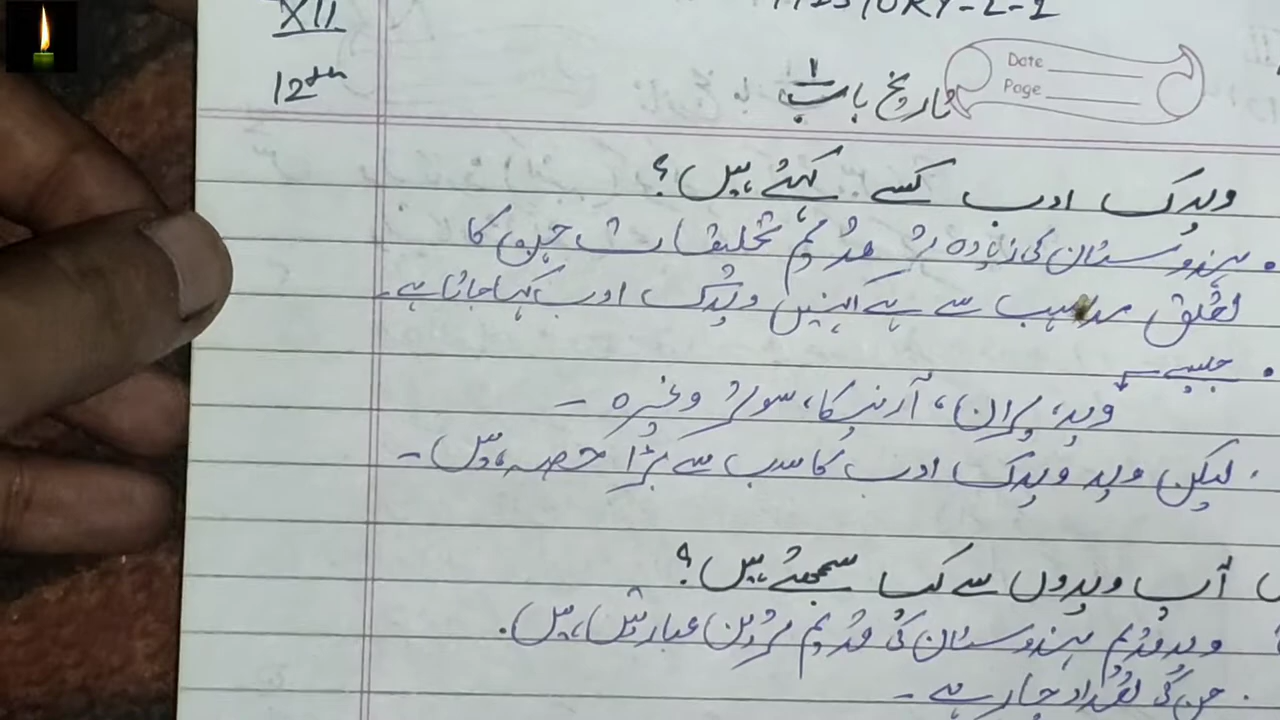 XII
HISTORY-L-1
12th
Date
Page
تاریخ باب ۱
ویدک ادب کسے کہتے ہیں؟
ہندوستان کی زیادہ تر قدیم تخلیقات جن کا
تعلق مذاہب سے ہے انہیں ویدک ادب کہا جاتا ہے۔
جیسے
وید، پران، آرنیکا، سوتر وغیرہ ۔
لیکن وید ویدک ادب کا سب سے بڑا حصہ ہیں۔
آپ ویدوں سے کیا سمجھتے ہیں؟
وید قدیم ہندوستان کی قدیم ترین عبارتیں ہیں۔
جن کی تعداد چار ہے۔